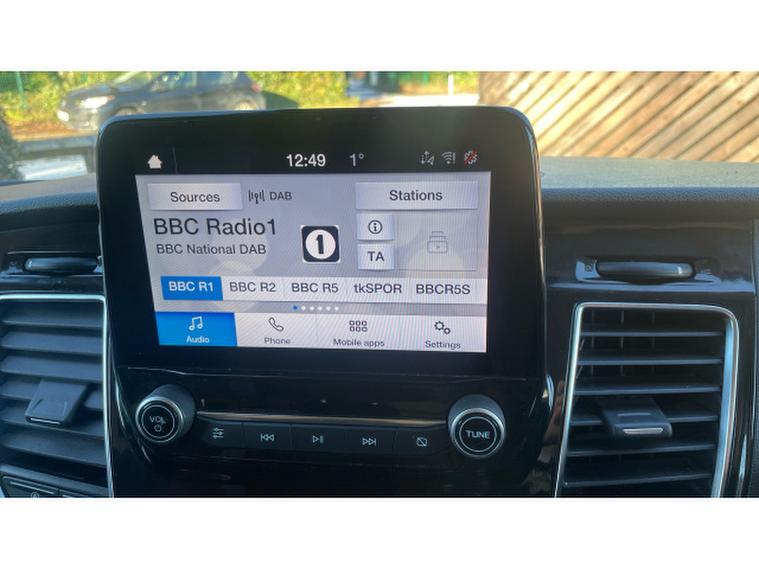 12:49 1°
Sources DAB Stations
BBC Radio1
BBC National DAB
1
TA
BBC R1 BBC R2 BBC R5 tkSPOR BBCR5S
Audio Phone Mobile apps Settings
VOL
TUNE